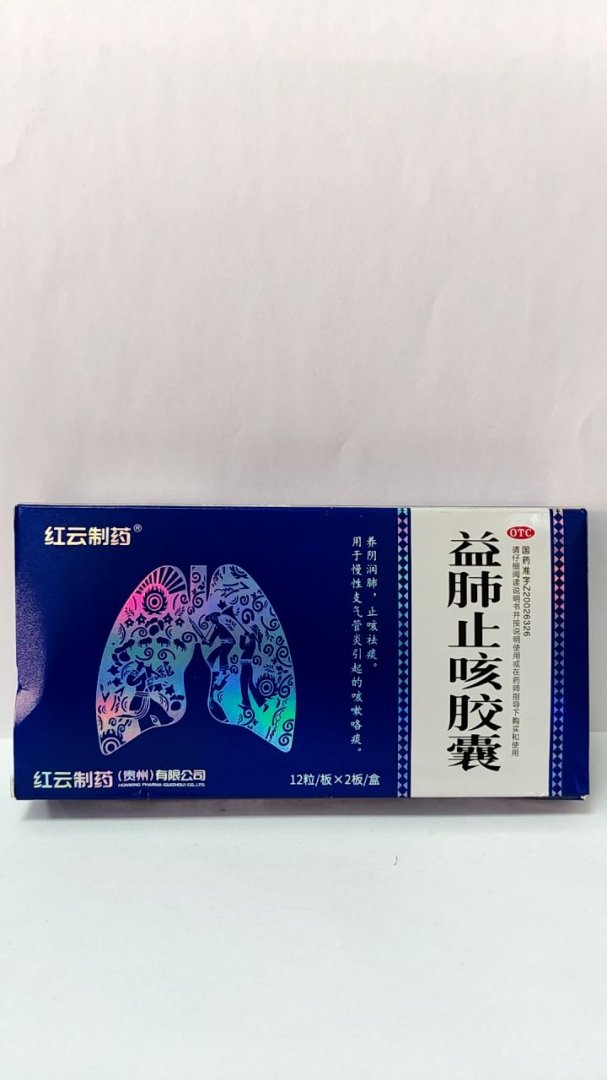 红云制药®
养阴润肺，止咳祛痰。
用于慢性支气管炎引起的咳嗽咯痰。
红云制药(贵州)有限公司
HONGYUN PHARMA (GUIZHOU) CO.,LTD.
12粒/板×2板/盒
OTC
国药准字Z20026326
请仔细阅读说明书并按说明使用或在药师指导下购买和使用
益肺止咳胶囊